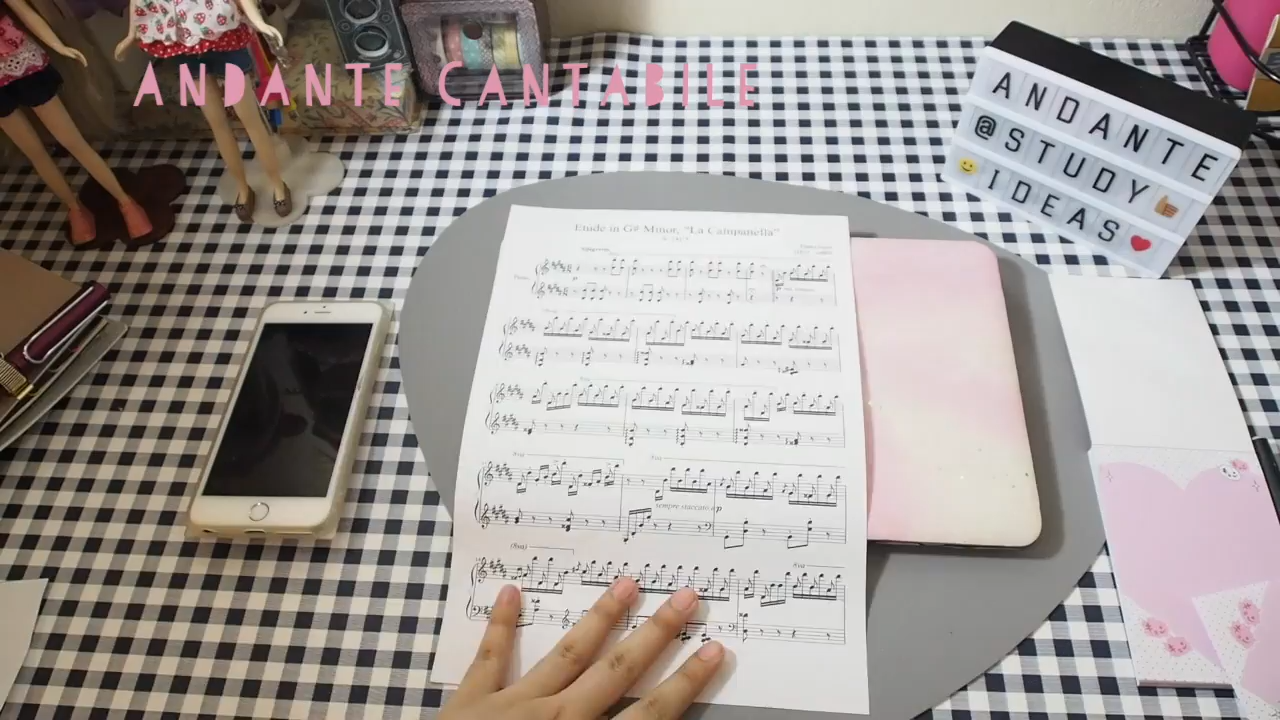 ANDANTE CANTABILE
ANDANTE
@STUDY
IDEAS
Etude in G# Minor, "La Campanella"
sempre staccato